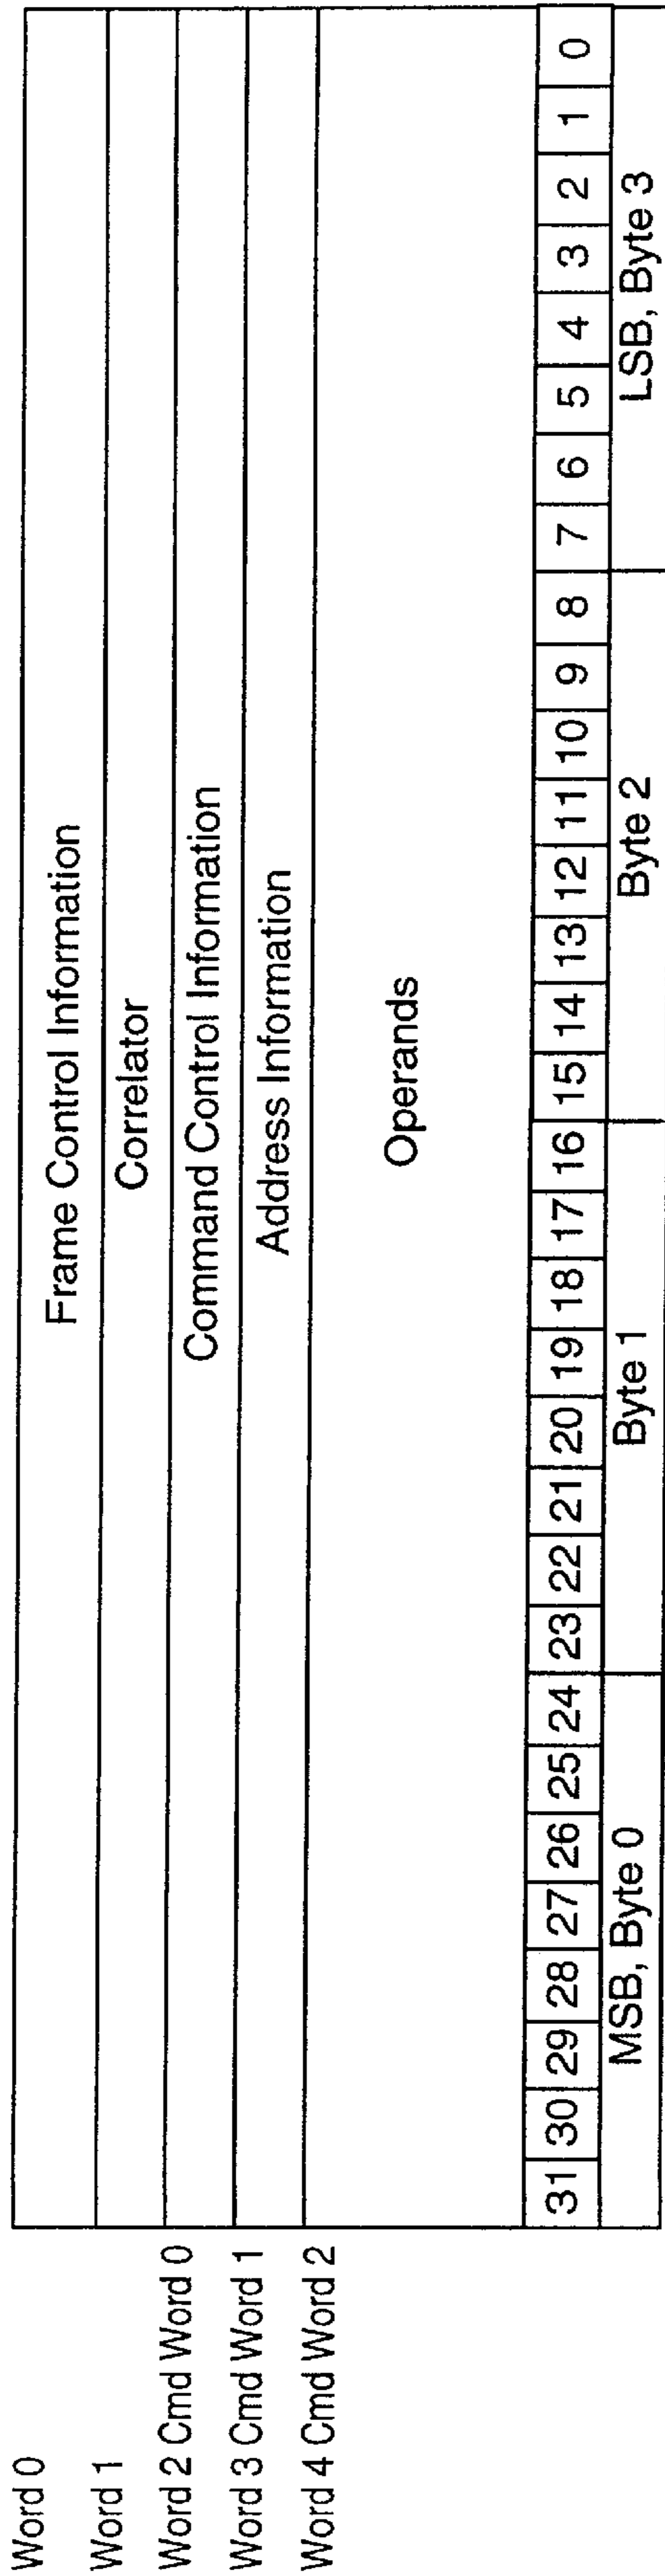 Word 0 Frame Control Information
Word 1 Correlator
Word 2 Cmd Word 0 Command Control Information
Word 3 Cmd Word 1 Address Information
Word 4 Cmd Word 2
Operands
31 30 29 28 27 26 25 24 23 22 21 20 19 18 17 16 15 14 13 12 11 10 9 8 7 6 5 4 3 2 1 0
MSB, Byte 0 Byte 1 Byte 2 LSB, Byte 3